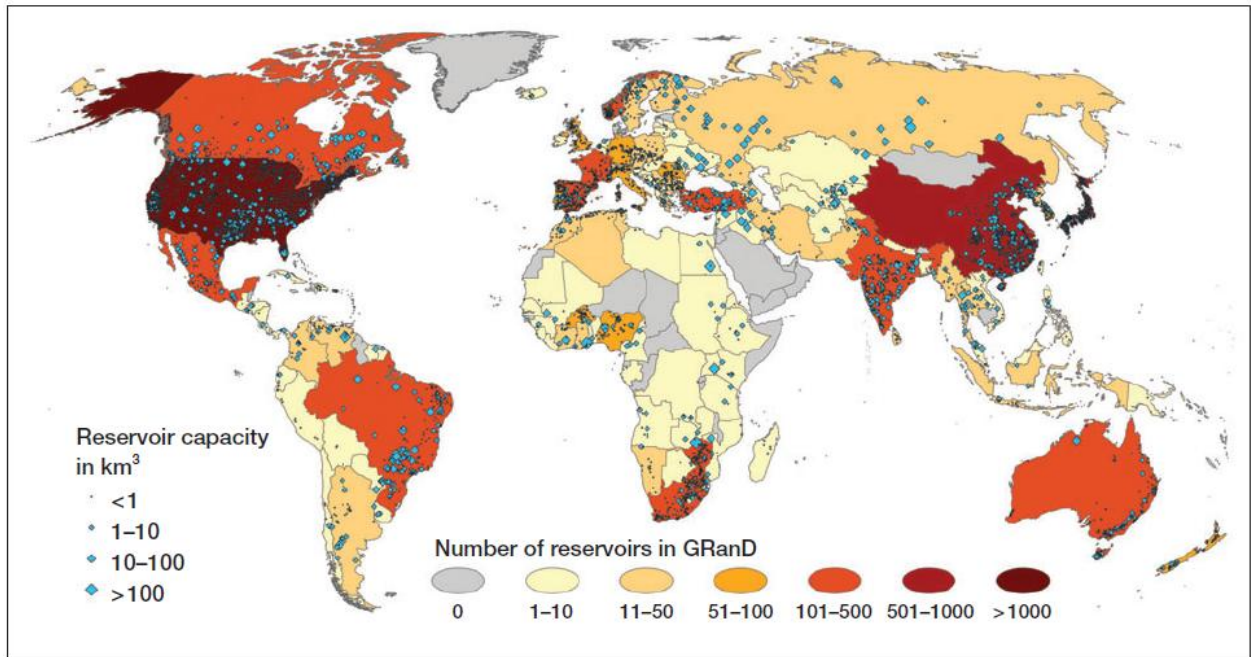 Reservoir capacity
in km³
<1
1–10
10–100
>100
Number of reservoirs in GRanD
0 1–10 11–50 51–100 101–500 501–1000 >1000